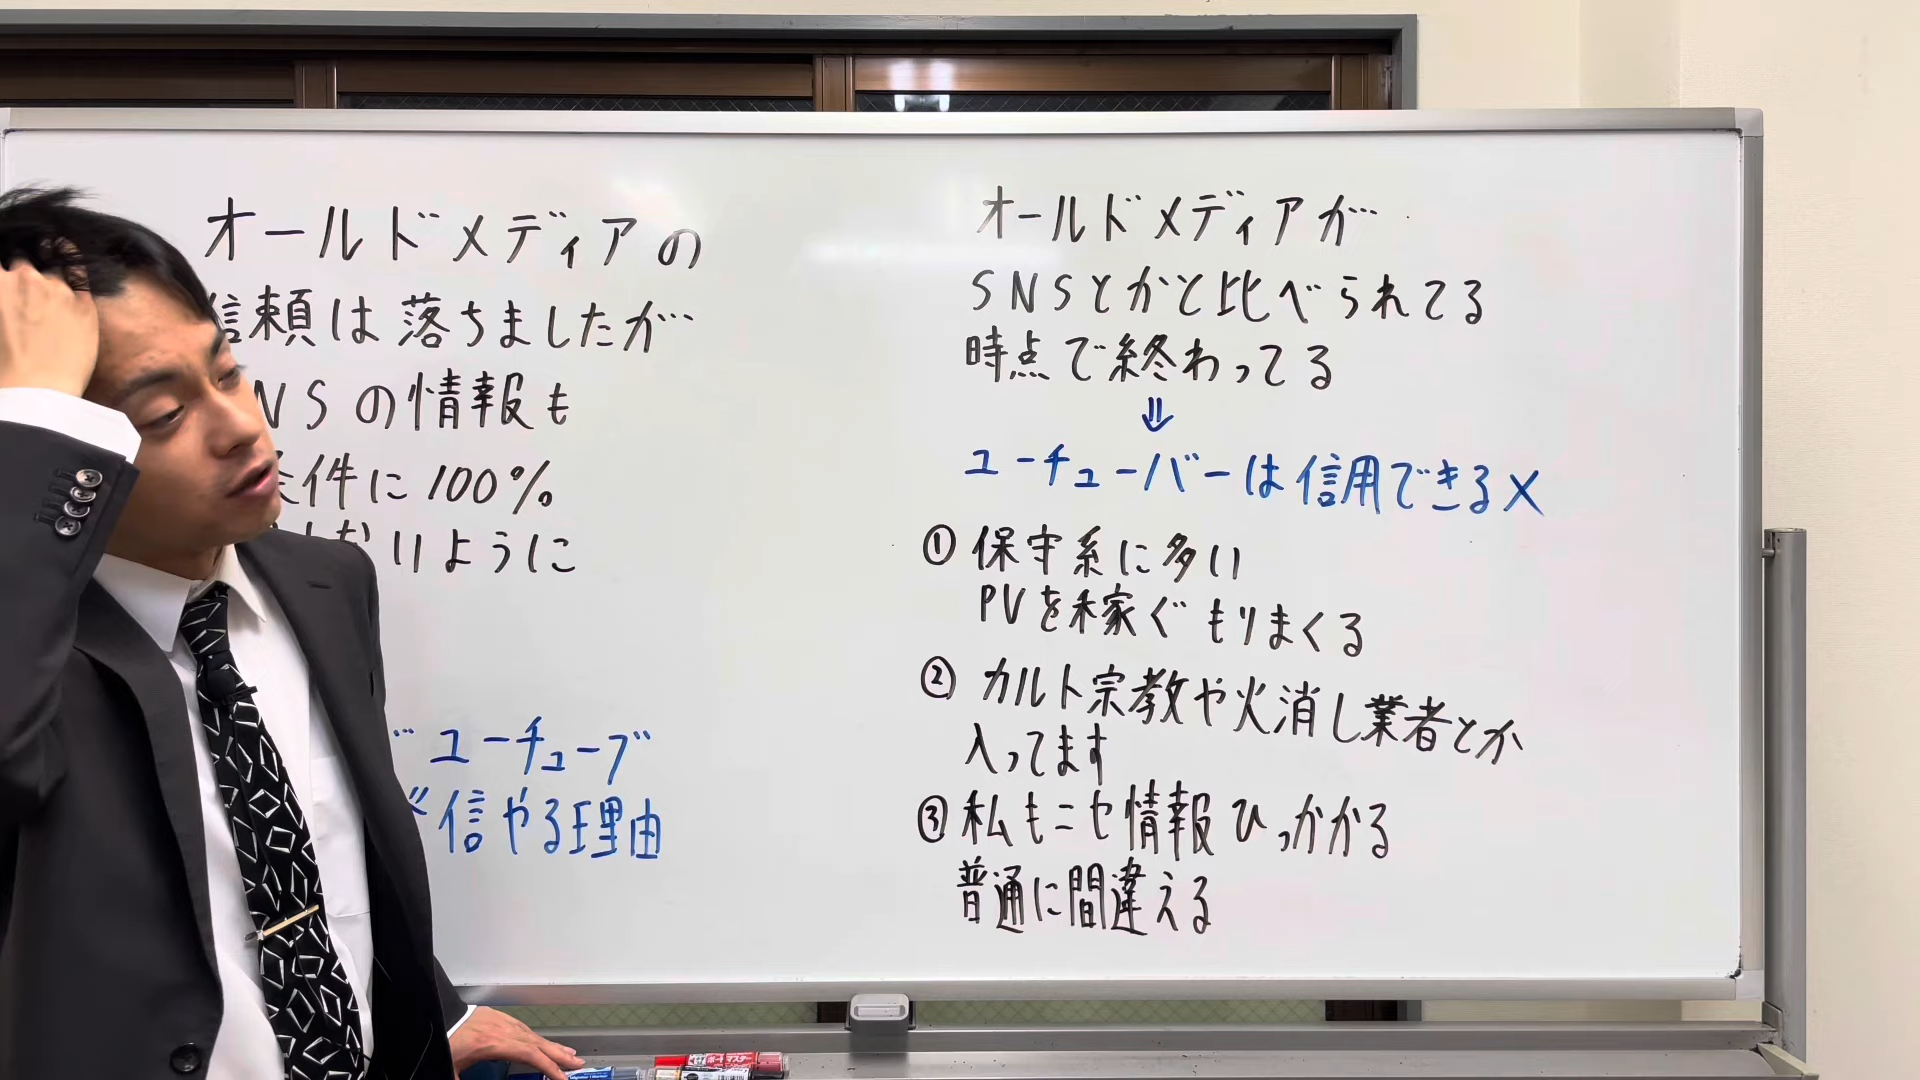 オールドメディアの
信頼は落ちましたが…
NSの情報も
件に100%
ないように
ユーチューブ
信やる理由
オールドメディアが…
SNSとかと比べられてる
時点で終わってる
⇓
ユーチューバーは信用できる×
① 保守系に多い
PVを稼ぐもりまくる
② カルト宗教や火消し業者とか
入ってます
③ 私もニセ情報ひっかかる
普通に間違える